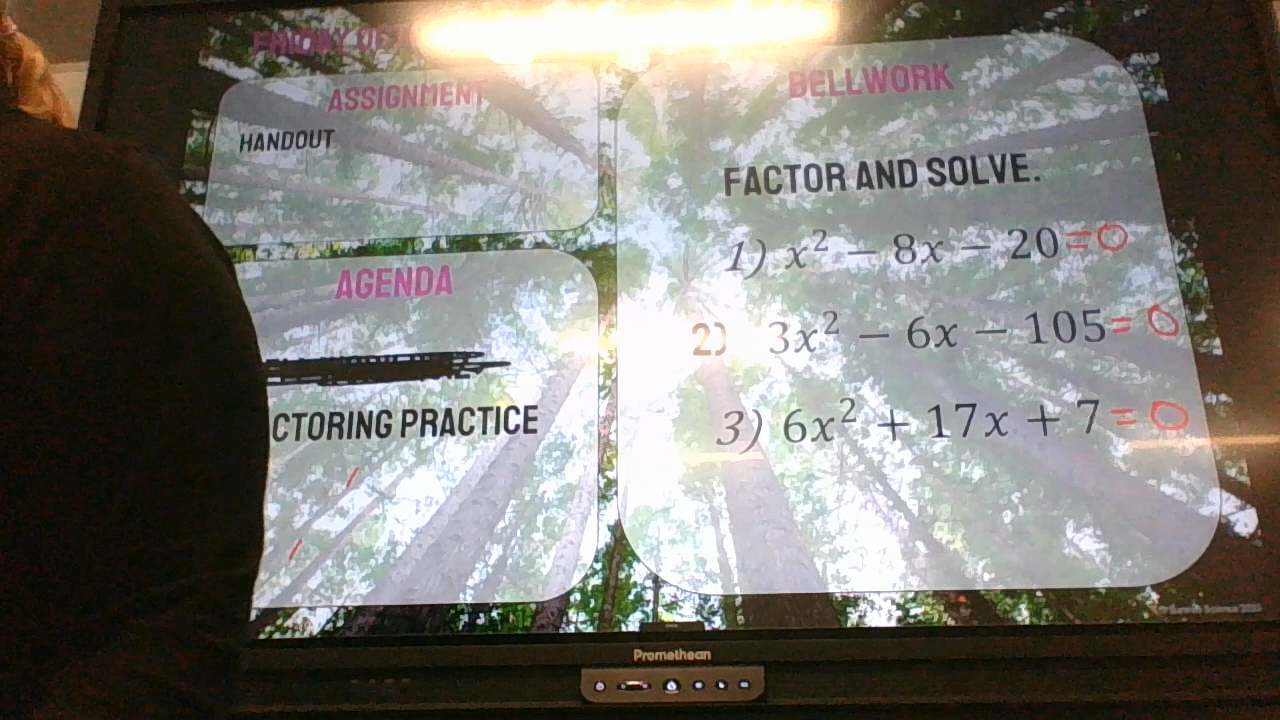 FRIDAY
ASSIGNMENT
HANDOUT
AGENDA
CTORING PRACTICE
BELLWORK
FACTOR AND SOLVE.
1) x² − 8x − 20 = 0
2) 3x² − 6x − 105 = 0
3) 6x² + 17x + 7 = 0
Promethean